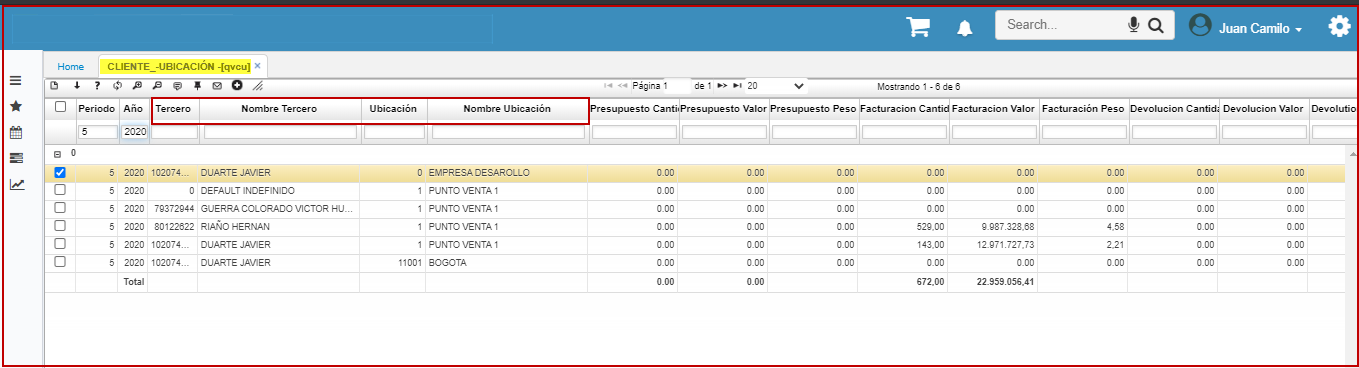 Search... Juan Camilo
Home CLIENTE_-UBICACIÓN -[qvcu] ×
Página 1 de 1 20 Mostrando 1 - 6 de 6
Periodo Año Tercero Nombre Tercero Ubicación Nombre Ubicación Presupuesto Canti Presupuesto Valor Presupuesto Peso Facturacion Cantid Facturacion Valor Facturación Peso Devolucion Cantida Devolucion Valor Devolutio
5 2020
0
5 2020 102074... DUARTE JAVIER 0 EMPRESA DESAROLLO 0.00 0.00 0.00 0.00 0.00 0.00 0.00 0.00
5 2020 0 DEFAULT INDEFINIDO 1 PUNTO VENTA 1 0.00 0.00 0.00 0.00 0.00 0.00 0.00 0.00
5 2020 79372944 GUERRA COLORADO VICTOR HU... 1 PUNTO VENTA 1 0.00 0.00 0.00 0.00 0.00 0.00 0.00 0.00
5 2020 80122622 RIAÑO HERNAN 1 PUNTO VENTA 1 0.00 0.00 0.00 529,00 9.987.328,68 4,58 0.00 0.00
5 2020 102074... DUARTE JAVIER 1 PUNTO VENTA 1 0.00 0.00 0.00 143,00 12.971.727,73 2,21 0.00 0.00
5 2020 102074... DUARTE JAVIER 11001 BOGOTA 0.00 0.00 0.00 0.00 0.00 0.00 0.00 0.00
Total 0.00 0.00 672,00 22.959.056,41